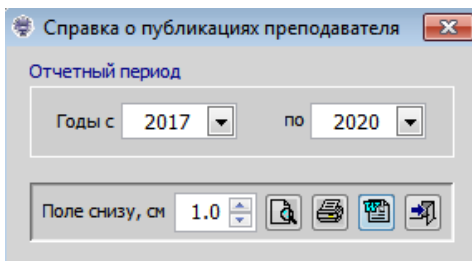 Справка о публикациях преподавателя
Отчетный период
Годы с 2017 по 2020
Поле снизу, см 1.0